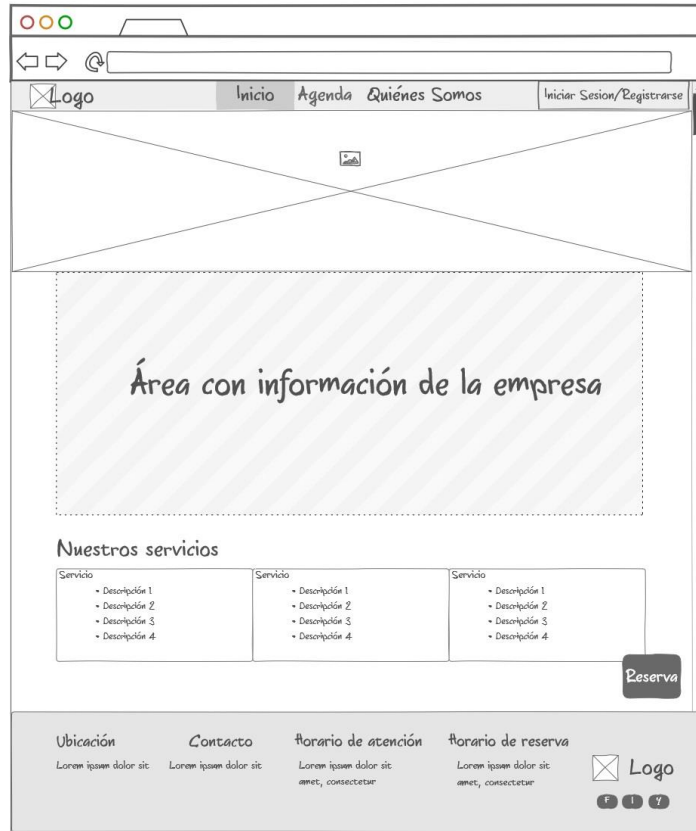 Logo
Inicio Agenda Quiénes Somos
Iniciar Sesion/Registrarse
Área con información de la empresa
Nuestros servicios
Servicio
Descripción 1
Descripción 2
Descripción 3
Descripción 4
Servicio
Descripción 1
Descripción 2
Descripción 3
Descripción 4
Servicio
Descripción 1
Descripción 2
Descripción 3
Descripción 4
Reserva
Ubicación
Lorem ipsum dolor sit
Contacto
Lorem ipsum dolor sit
Horario de atención
Lorem ipsum dolor sit
amet, consectetur
Horario de reserva
Lorem ipsum dolor sit
amet, consectetur
Logo
F I Y